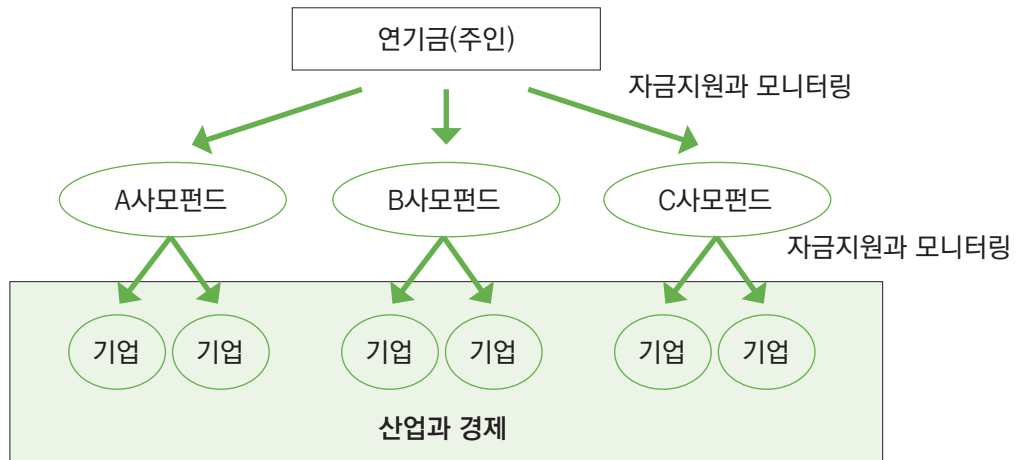 연기금(주인)
자금지원과 모니터링
A사모펀드
B사모펀드
C사모펀드
자금지원과 모니터링
기업
기업
기업
기업
기업
기업
산업과 경제